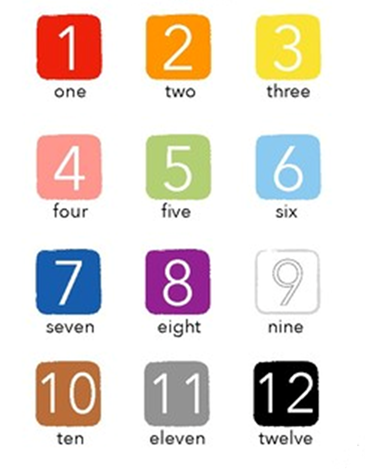 1 2 3
one two three
4 5 6
four five six
7 8 9
seven eight nine
10 11 12
ten eleven twelve